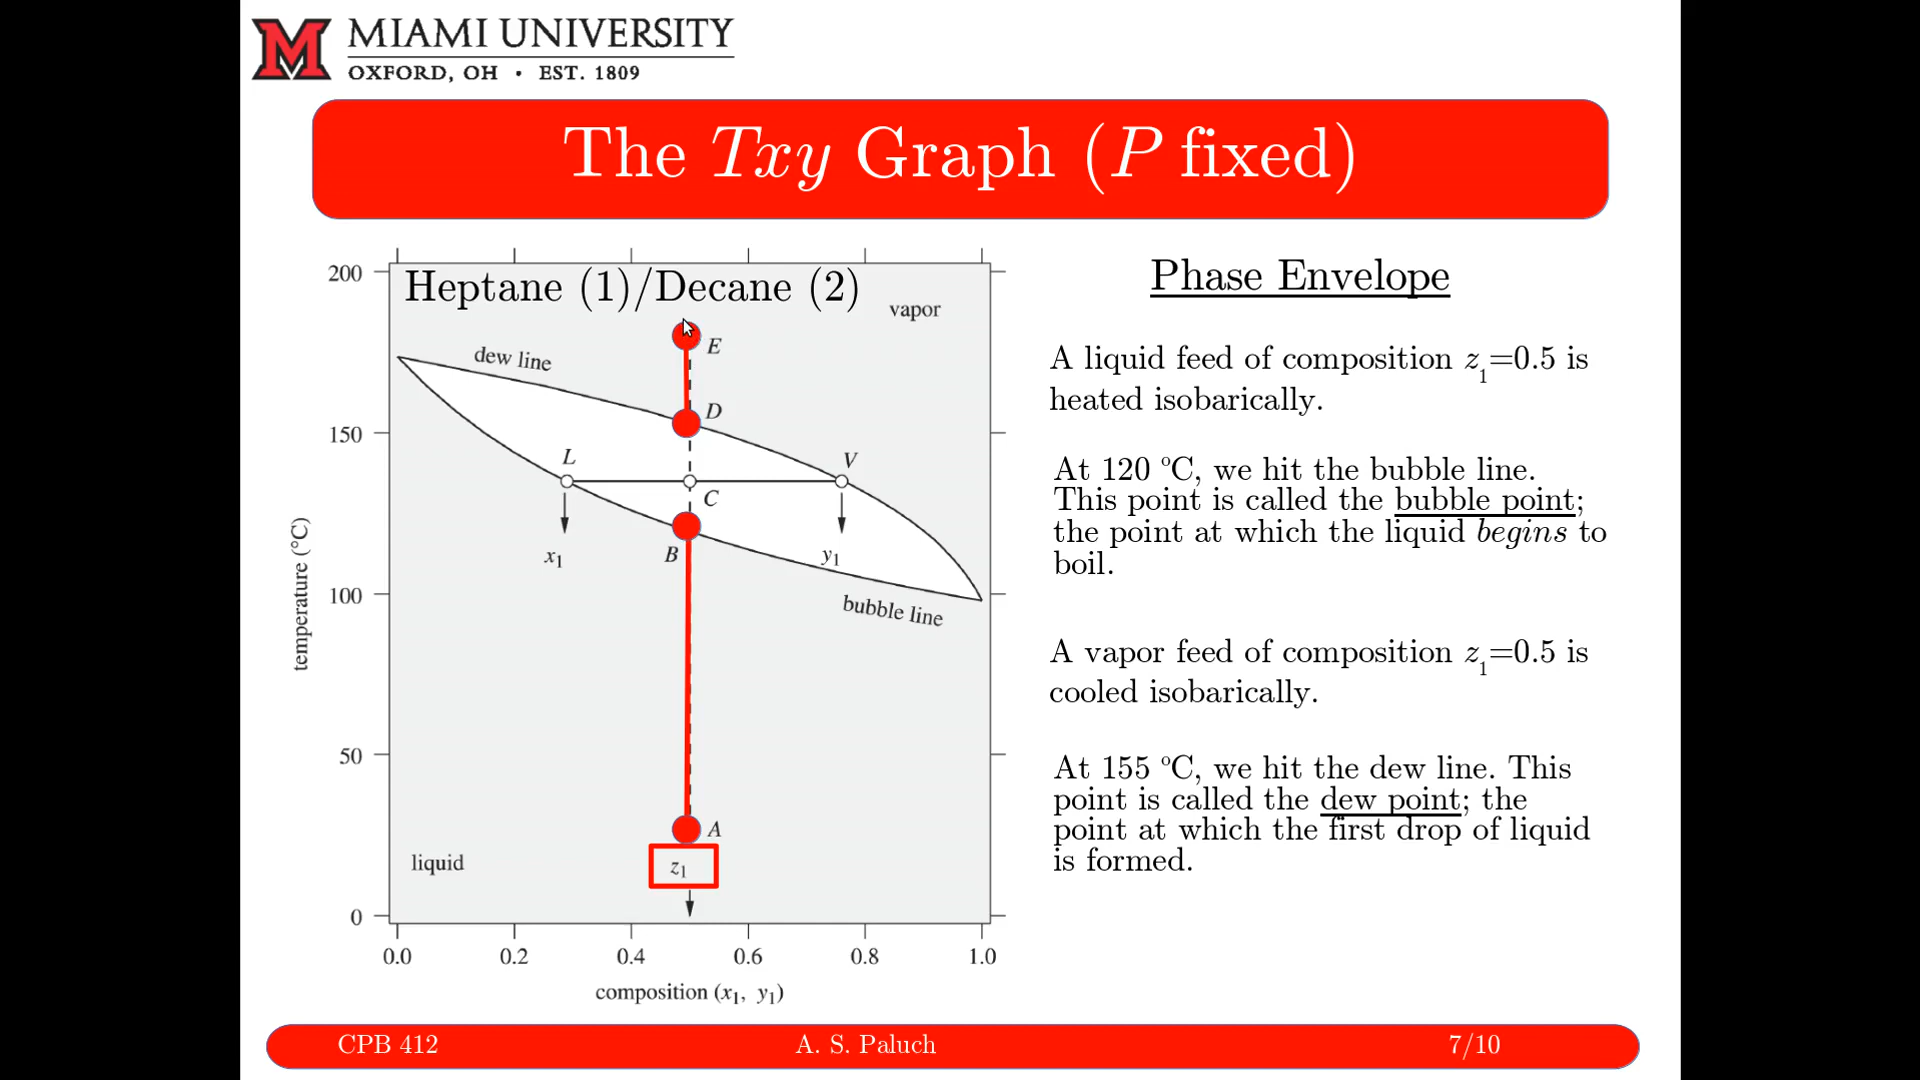 MIAMI UNIVERSITY
OXFORD, OH • EST. 1809
The Txy Graph (P fixed)
Heptane (1)/Decane (2)
vapor
dew line
E
D
L
V
C
B
x1
y1
bubble line
A
liquid
z1
200
150
100
50
0
temperature (°C)
0.0 0.2 0.4 0.6 0.8 1.0
composition (x1, y1)
Phase Envelope
A liquid feed of composition z1=0.5 is
heated isobarically.
At 120 °C, we hit the bubble line.
This point is called the bubble point;
the point at which the liquid begins to
boil.
A vapor feed of composition z1=0.5 is
cooled isobarically.
At 155 °C, we hit the dew line. This
point is called the dew point; the
point at which the first drop of liquid
is formed.
CPB 412 A. S. Paluch 7/10